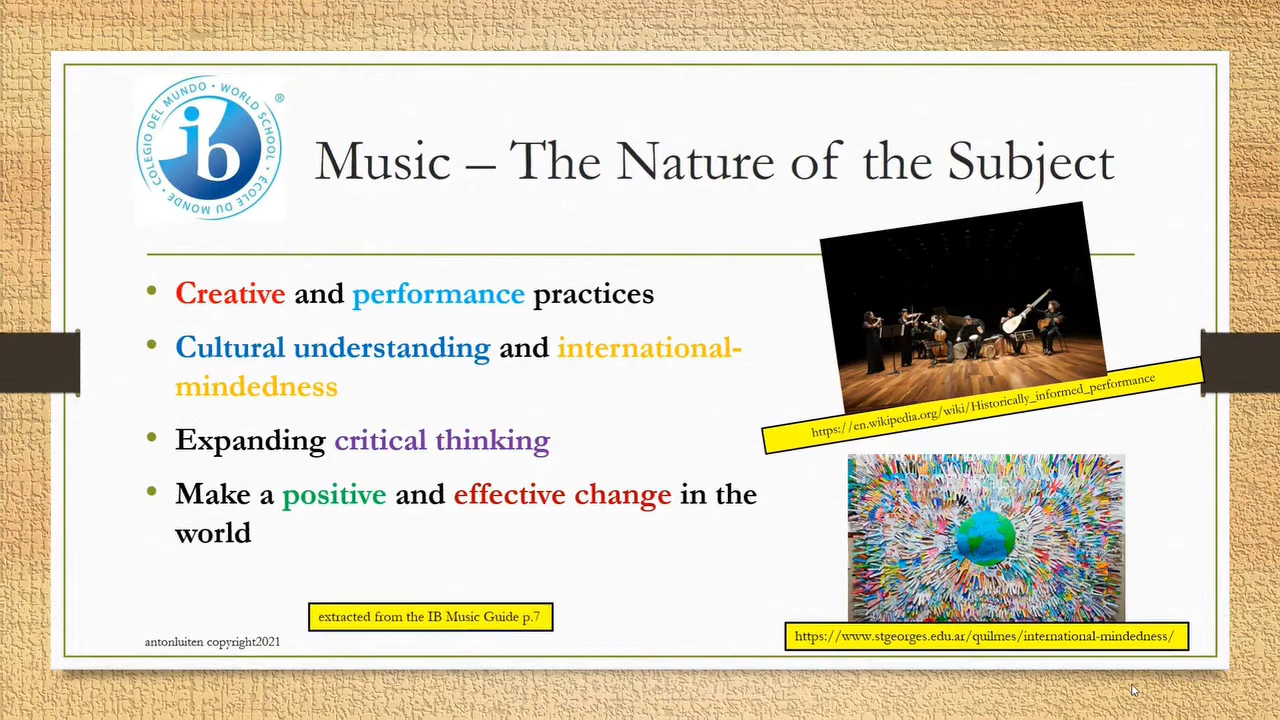 COLEGIO DEL MUNDO · WORLD SCHOOL · ECOLE DU MONDE ·
®
ib
Music – The Nature of the Subject
• Creative and performance practices
• Cultural understanding and international-
mindedness
• Expanding critical thinking
• Make a positive and effective change in the
world
https://en.wikipedia.org/wiki/Historically_informed_performance
extracted from the IB Music Guide p.7
https://www.stgeorges.edu.ar/quilmes/international-mindedness/
antonluiten copyright2021